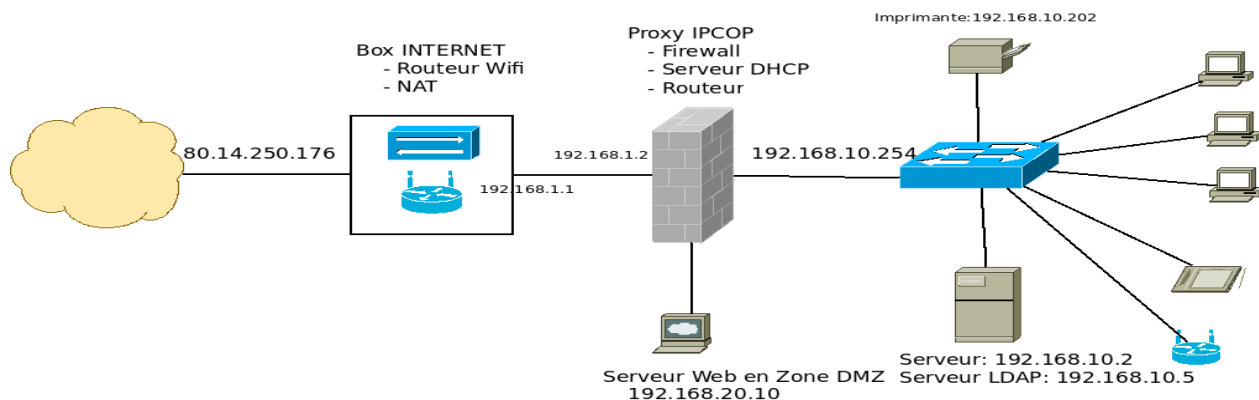 Imprimante:192.168.10.202
Proxy IPCOP
- Firewall
- Serveur DHCP
- Routeur
Box INTERNET
- Routeur Wifi
- NAT
80.14.250.176
192.168.1.1
192.168.1.2
192.168.10.254
Serveur Web en Zone DMZ
192.168.20.10
Serveur: 192.168.10.2
Serveur LDAP: 192.168.10.5